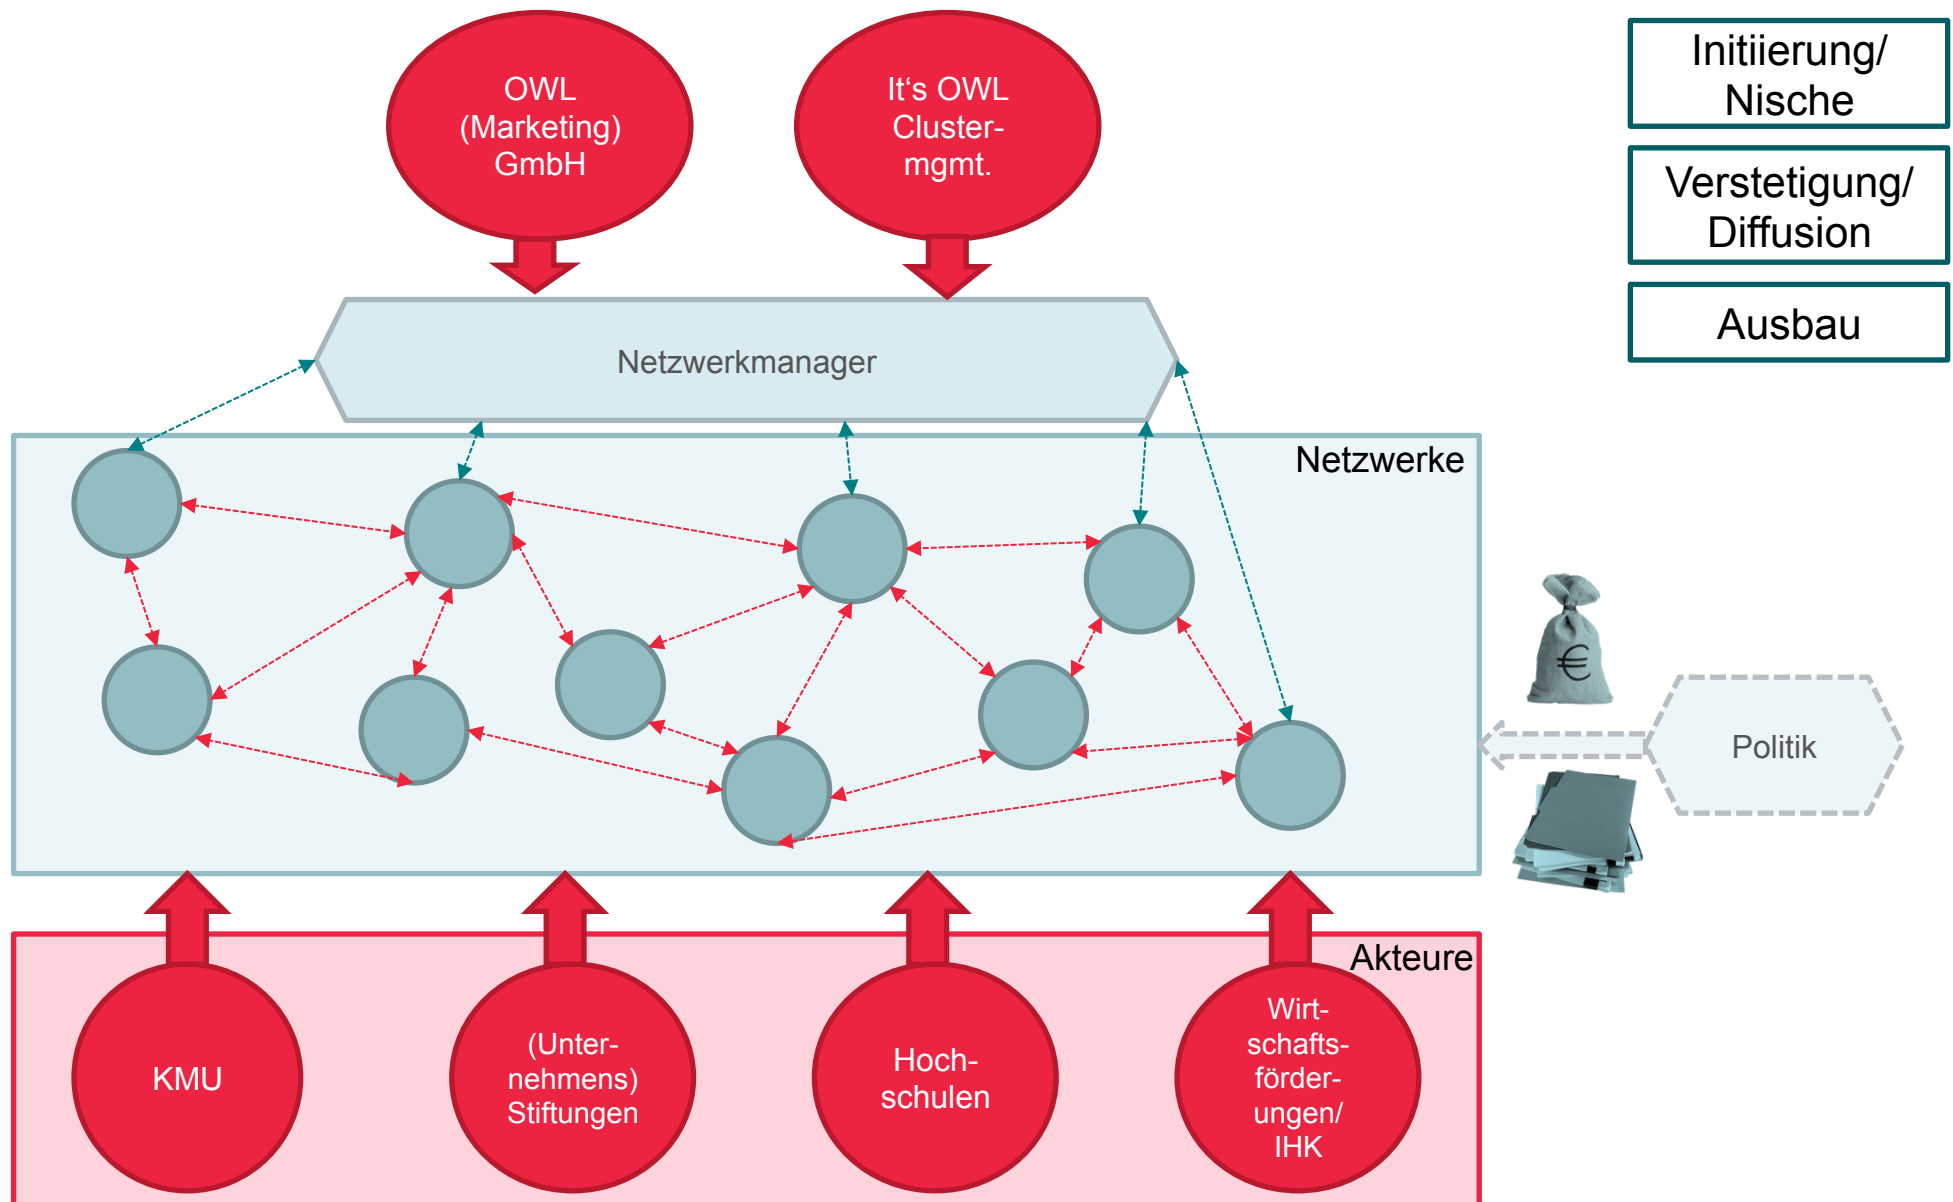 OWL
(Marketing)
GmbH
It‘s OWL
Cluster-
mgmt.
Initiierung/
Nische
Verstetigung/
Diffusion
Ausbau
Netzwerkmanager
Netzwerke
€
Politik
Akteure
KMU
(Unter-
nehmens)
Stiftungen
Hoch-
schulen
Wirt-
schafts-
förder-
ungen/
IHK